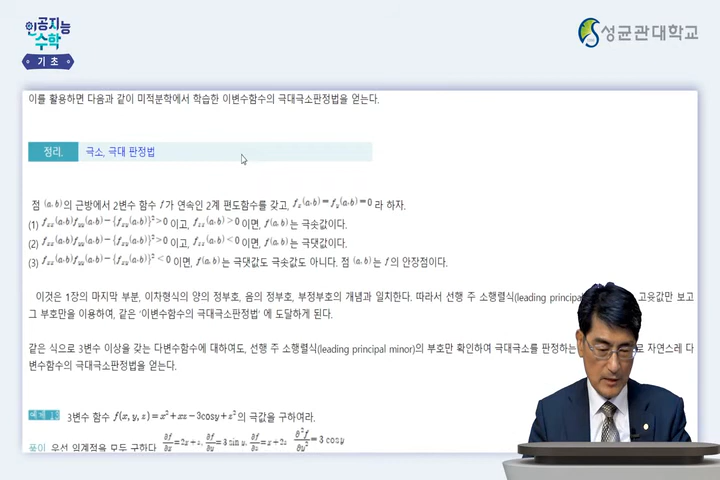 인공지능
수학
기초
성균관대학교
이를 활용하면 다음과 같이 미적분학에서 학습한 이변수함수의 극대극소판정법을 얻는다.
정리. 극소, 극대 판정법
점 (a, b)의 근방에서 2변수 함수 f가 연속인 2계 편도함수를 갖고, f_x(a,b)=f_y(a,b)=0라 하자.
(1) f_xx(a,b)f_yy(a,b)−{f_xy(a,b)}²>0이고, f_xx(a,b)>0이면, f(a,b)는 극솟값이다.
(2) f_xx(a,b)f_yy(a,b)−{f_xy(a,b)}²>0이고, f_xx(a,b)<0이면, f(a,b)는 극댓값이다.
(3) f_xx(a,b)f_yy(a,b)−{f_xy(a,b)}²<0이면, f(a,b)는 극댓값도 극솟값도 아니다. 점 (a,b)는 f의 안장점이다.
이것은 1장의 마지막 부분, 이차형식의 양의 정부호, 음의 정부호, 부정부호의 개념과 일치한다. 따라서 선행 주 소행렬식(leading principal 고윳값만 보고
그 부호만을 이용하여, 같은 '이변수함수의 극대극소판정법' 에 도달하게 된다.
같은 식으로 3변수 이상을 갖는 다변수함수에 대하여도, 선행 주 소행렬식(leading principal minor)의 부호만 확인하여 극대극소를 판정하는 로 자연스레 다
변수함수의 극대극소판정법을 얻는다.
3변수 함수 f(x, y, z)=x²+xz−3cosy+z²의 극값을 구하여라.
풀이 우선 임계점을 모두 구한다. ∂f/∂x=2x+z, ∂f/∂y=3 sin y, ∂f/∂z=x+2z ∂²f/∂y²=3 cosy